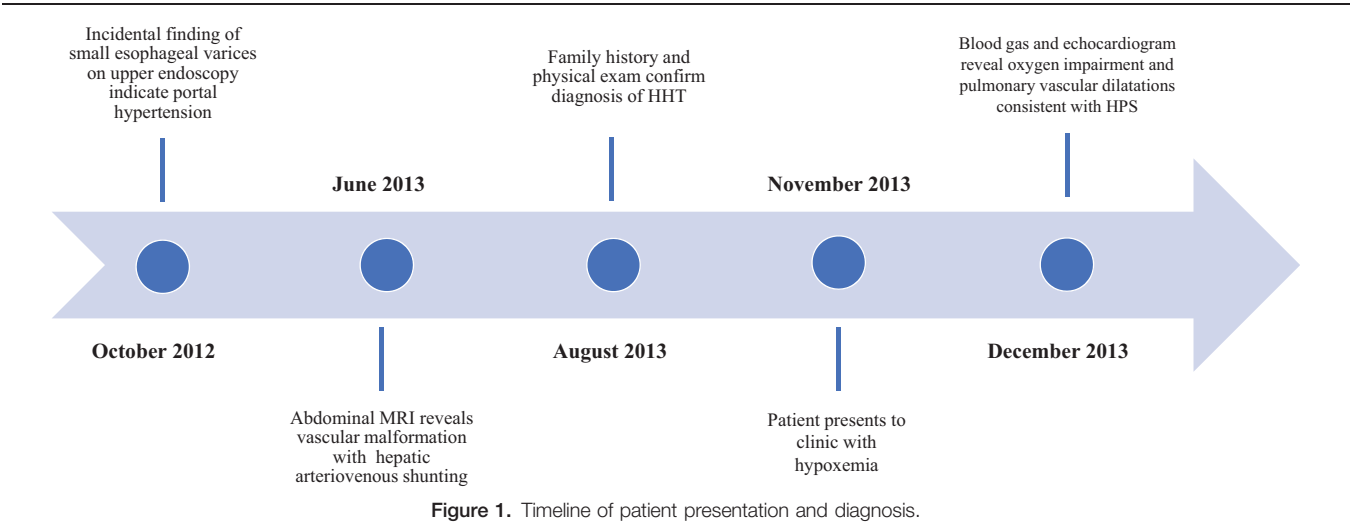 Incidental finding of
small esophageal varices
on upper endoscopy
indicate portal
hypertension
Family history and
physical exam confirm
diagnosis of HHT
Blood gas and echocardiogram
reveal oxygen impairment and
pulmonary vascular dilatations
consistent with HPS
June 2013
November 2013
October 2012
August 2013
December 2013
Abdominal MRI reveals
vascular malformation
with hepatic
arteriovenous shunting
Patient presents to
clinic with
hypoxemia
Figure 1. Timeline of patient presentation and diagnosis.